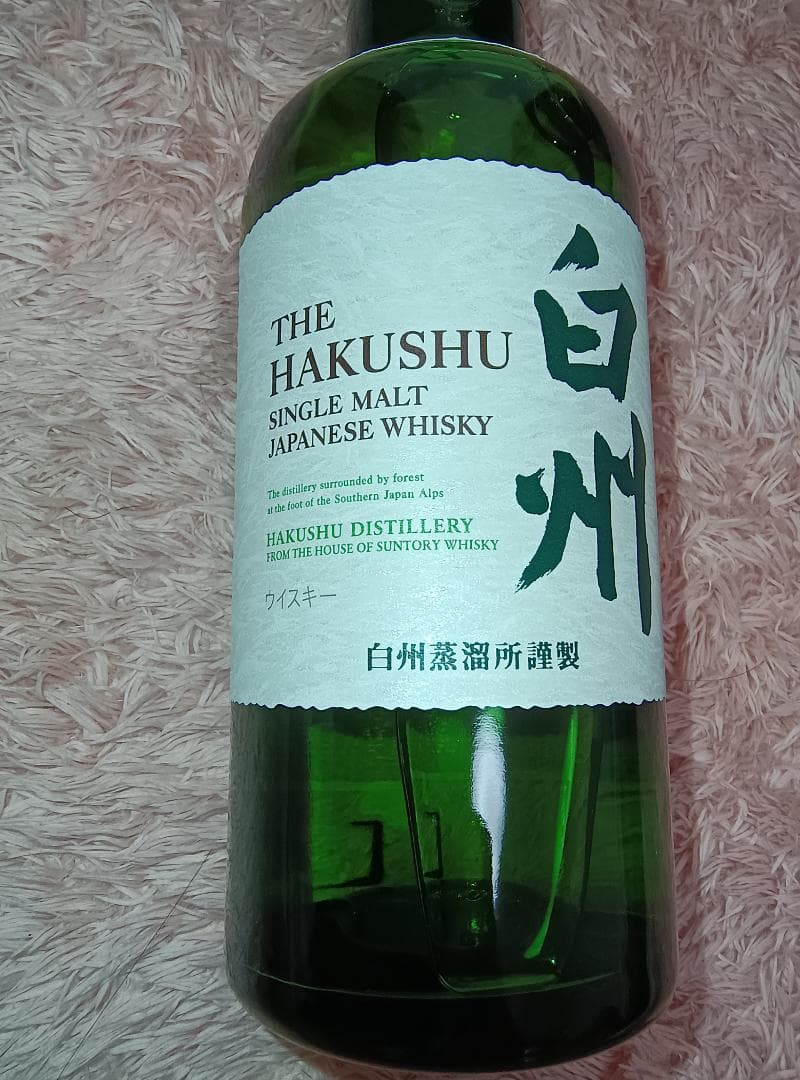 THE
HAKUSHU
SINGLE MALT
JAPANESE WHISKY
白州
The distillery surrounded by forest
at the foot of the Southern Japan Alps
HAKUSHU DISTILLERY
FROM THE HOUSE OF SUNTORY WHISKY
ウイスキー
白州蒸溜所謹製